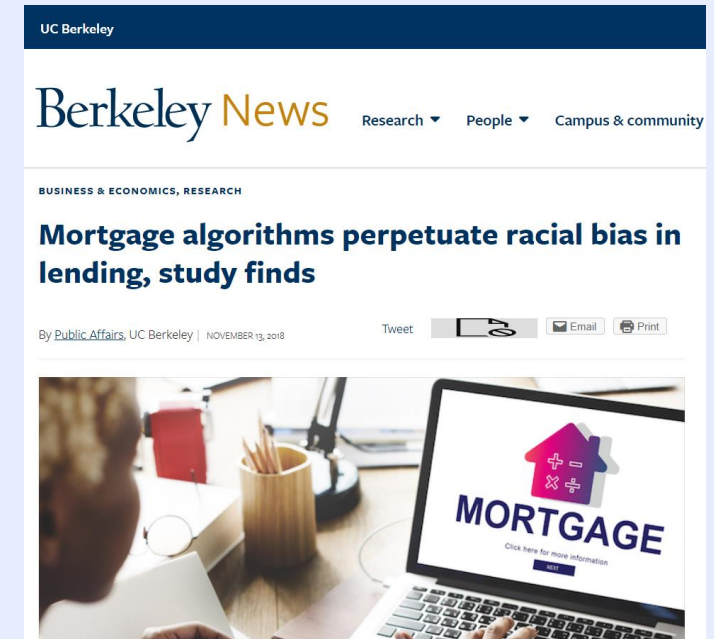 UC Berkeley
Berkeley News
Research ▼ People ▼ Campus & community
BUSINESS & ECONOMICS, RESEARCH
Mortgage algorithms perpetuate racial bias in
lending, study finds
By Public Affairs, UC Berkeley | NOVEMBER 13, 2018
Tweet
Email
Print
MORTGAGE
Click here for more information
NEXT